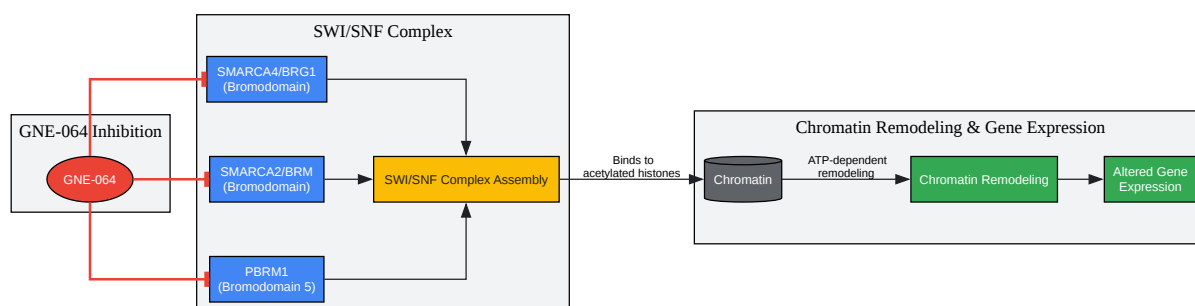 SWI/SNF Complex
SMARCA4/BRG1
(Bromodomain)
GNE-064 Inhibition
GNE-064
SMARCA2/BRM
(Bromodomain)
SWI/SNF Complex Assembly
PBRM1
(Bromodomain 5)
Binds to
acetylated histones
Chromatin Remodeling & Gene Expression
Chromatin
ATP-dependent
remodeling
Chromatin Remodeling
Altered Gene
Expression